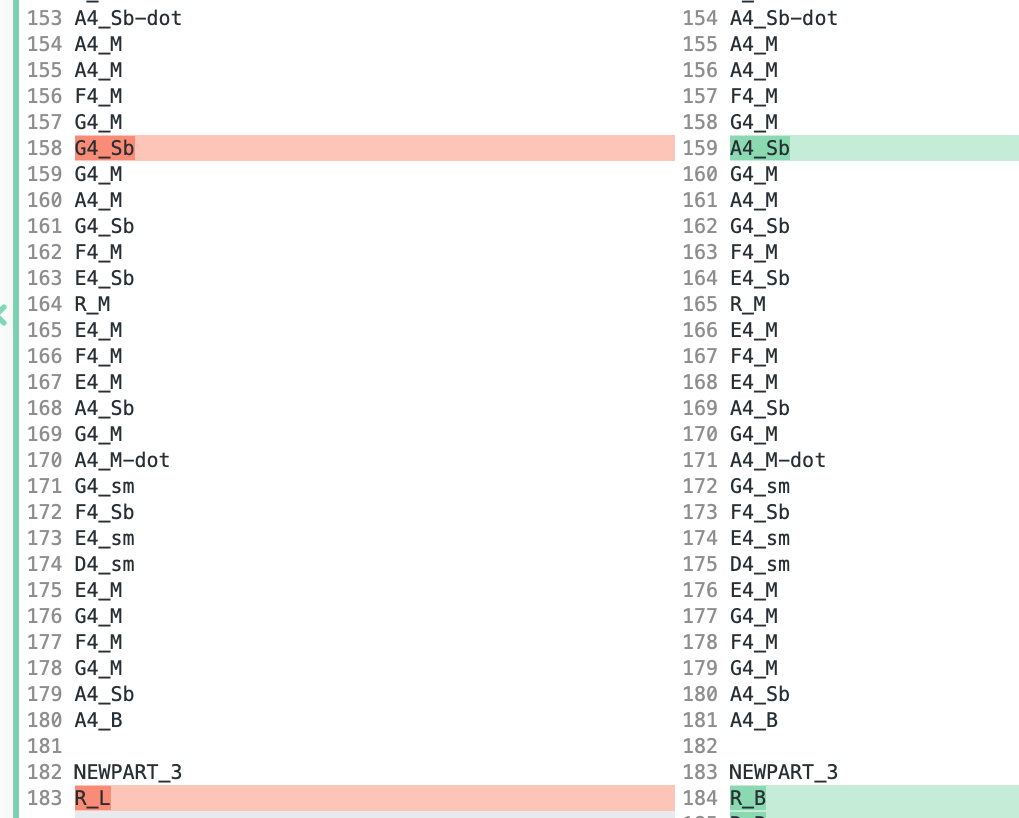 153 A4_Sb-dot 154 A4_Sb-dot
154 A4_M 155 A4_M
155 A4_M 156 A4_M
156 F4_M 157 F4_M
157 G4_M 158 G4_M
158 G4_Sb 159 A4_Sb
159 G4_M 160 G4_M
160 A4_M 161 A4_M
161 G4_Sb 162 G4_Sb
162 F4_M 163 F4_M
163 E4_Sb 164 E4_Sb
164 R_M 165 R_M
165 E4_M 166 E4_M
166 F4_M 167 F4_M
167 E4_M 168 E4_M
168 A4_Sb 169 A4_Sb
169 G4_M 170 G4_M
170 A4_M-dot 171 A4_M-dot
171 G4_sm 172 G4_sm
172 F4_Sb 173 F4_Sb
173 E4_sm 174 E4_sm
174 D4_sm 175 D4_sm
175 E4_M 176 E4_M
176 G4_M 177 G4_M
177 F4_M 178 F4_M
178 G4_M 179 G4_M
179 A4_Sb 180 A4_Sb
180 A4_B 181 A4_B
181 182
182 NEWPART_3 183 NEWPART_3
183 R_L 184 R_B